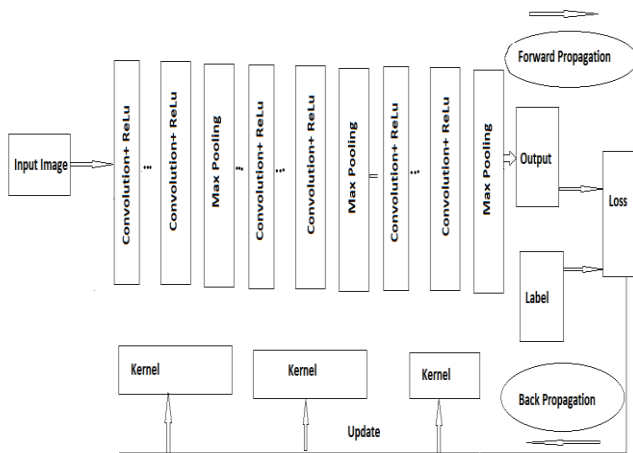 Forward Propagation
Input Image
Convolution+ ReLu
Convolution+ ReLu
Max Pooling
Convolution+ ReLu
Convolution+ ReLu
Max Pooling
Convolution+ ReLu
Convolution+ ReLu
Max Pooling
Output
Loss
Label
Kernel
Kernel
Kernel
Back Propagation
Update